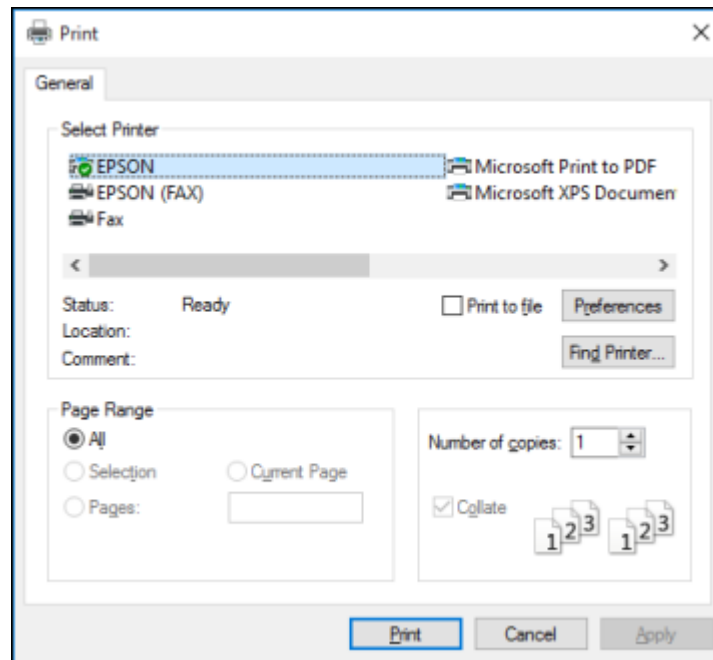 Print
General
Select Printer
EPSON
Microsoft Print to PDF
EPSON (FAX)
Microsoft XPS Documen
Fax
Status: Ready
Print to file
Preferences
Location:
Comment:
Find Printer...
Page Range
All
Selection
Current Page
Pages:
Number of copies: 1
Collate
1 2 3 1 2 3
Print
Cancel
Apply